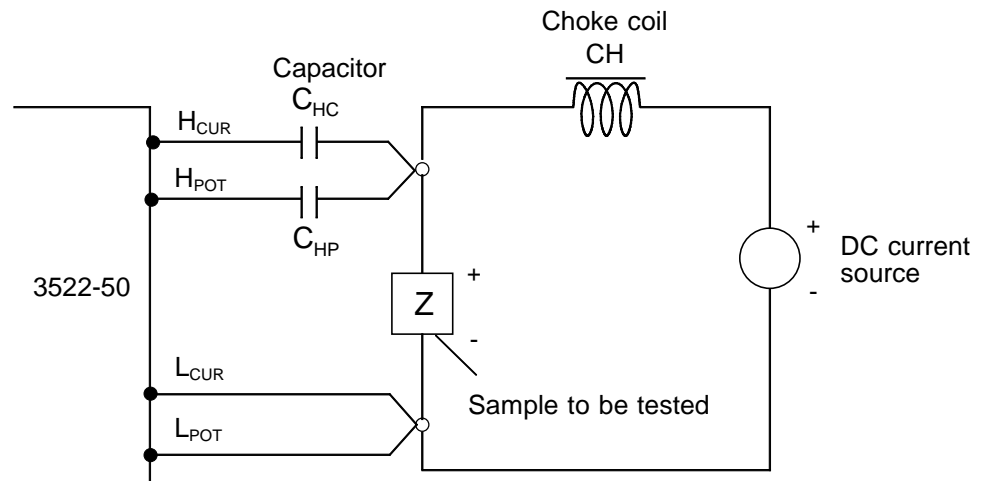 Choke coil
CH
Capacitor
C_HC
H_CUR
H_POT
C_HP
+
-
DC current
source
3522-50
Z
+
-
L_CUR
Sample to be tested
L_POT